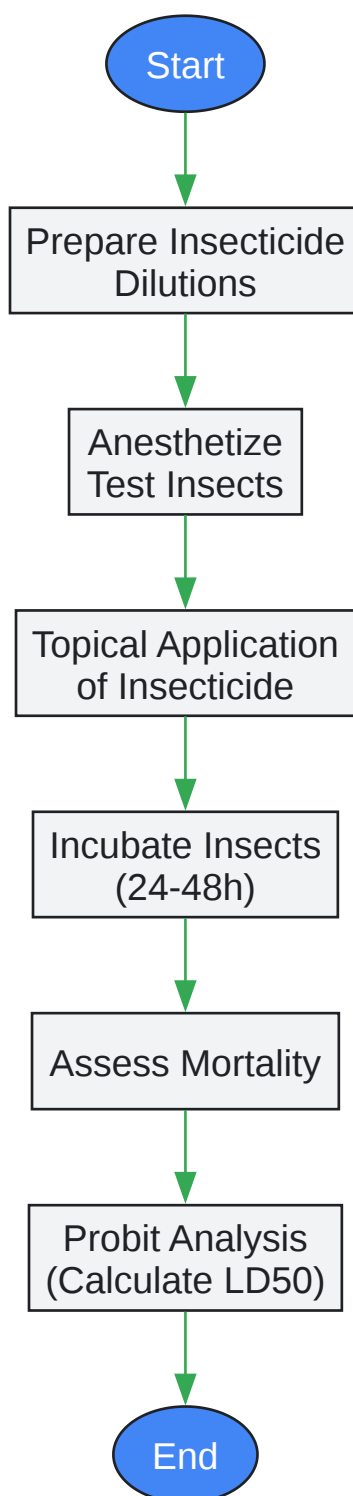 Start
Prepare Insecticide
Dilutions
Anesthetize
Test Insects
Topical Application
of Insecticide
Incubate Insects
(24-48h)
Assess Mortality
Probit Analysis
(Calculate LD50)
End